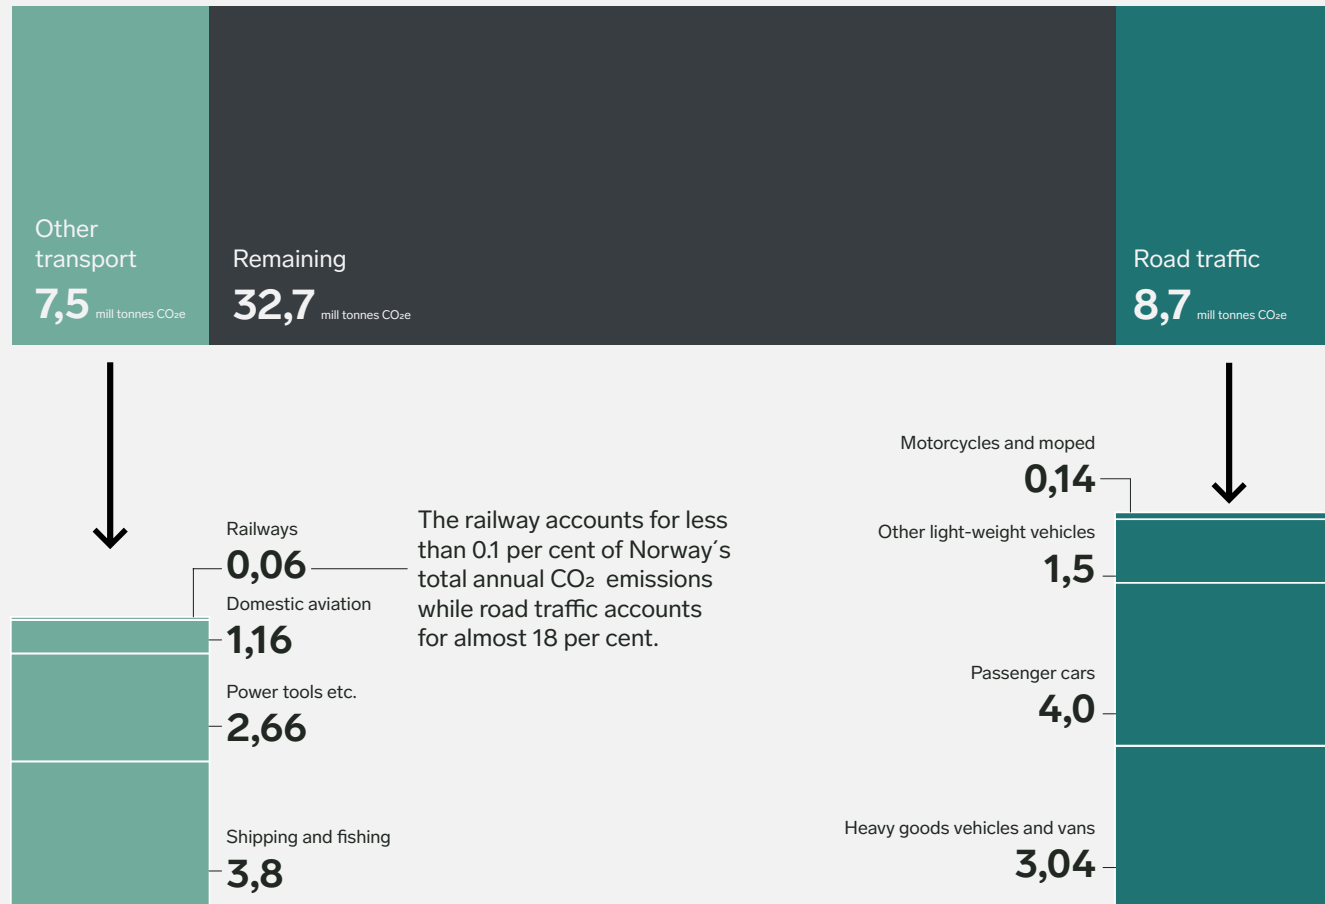 Other
transport
7,5 mill tonnes CO₂e
Remaining
32,7 mill tonnes CO₂e
Road traffic
8,7 mill tonnes CO₂e
Railways
0,06
Domestic aviation
1,16
Power tools etc.
2,66
Shipping and fishing
3,8
The railway accounts for less
than 0.1 per cent of Norway´s
total annual CO₂ emissions
while road traffic accounts
for almost 18 per cent.
Motorcycles and moped
0,14
Other light-weight vehicles
1,5
Passenger cars
4,0
Heavy goods vehicles and vans
3,04